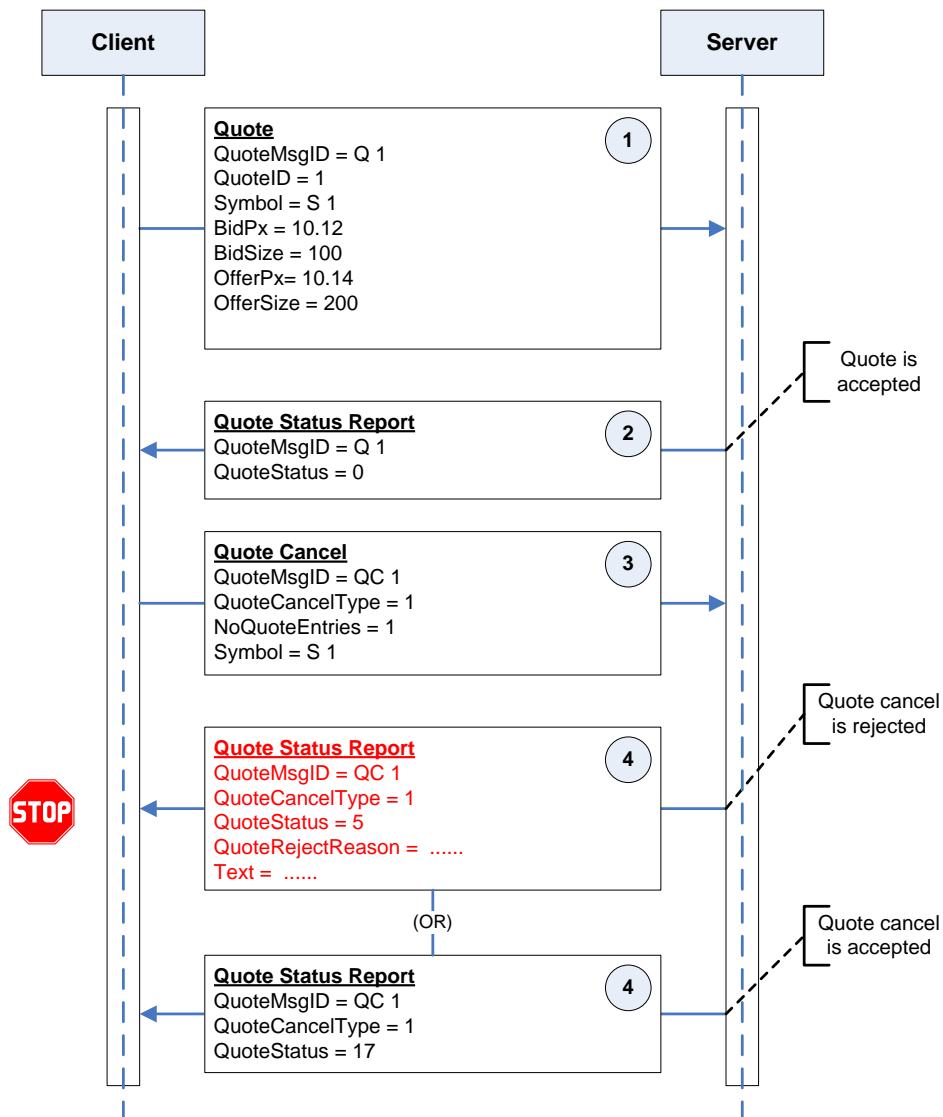 Client
Server
Quote
1
QuoteMsgID = Q 1
QuoteID = 1
Symbol = S 1
BidPx = 10.12
BidSize = 100
OfferPx= 10.14
OfferSize = 200
Quote is
accepted
Quote Status Report
2
QuoteMsgID = Q 1
QuoteStatus = 0
Quote Cancel
3
QuoteMsgID = QC 1
QuoteCancelType = 1
NoQuoteEntries = 1
Symbol = S 1
Quote cancel
is rejected
Quote Status Report
4
QuoteMsgID = QC 1
QuoteCancelType = 1
QuoteStatus = 5
QuoteRejectReason = ......
Text = ......
STOP
(OR)
Quote cancel
is accepted
Quote Status Report
4
QuoteMsgID = QC 1
QuoteCancelType = 1
QuoteStatus = 17